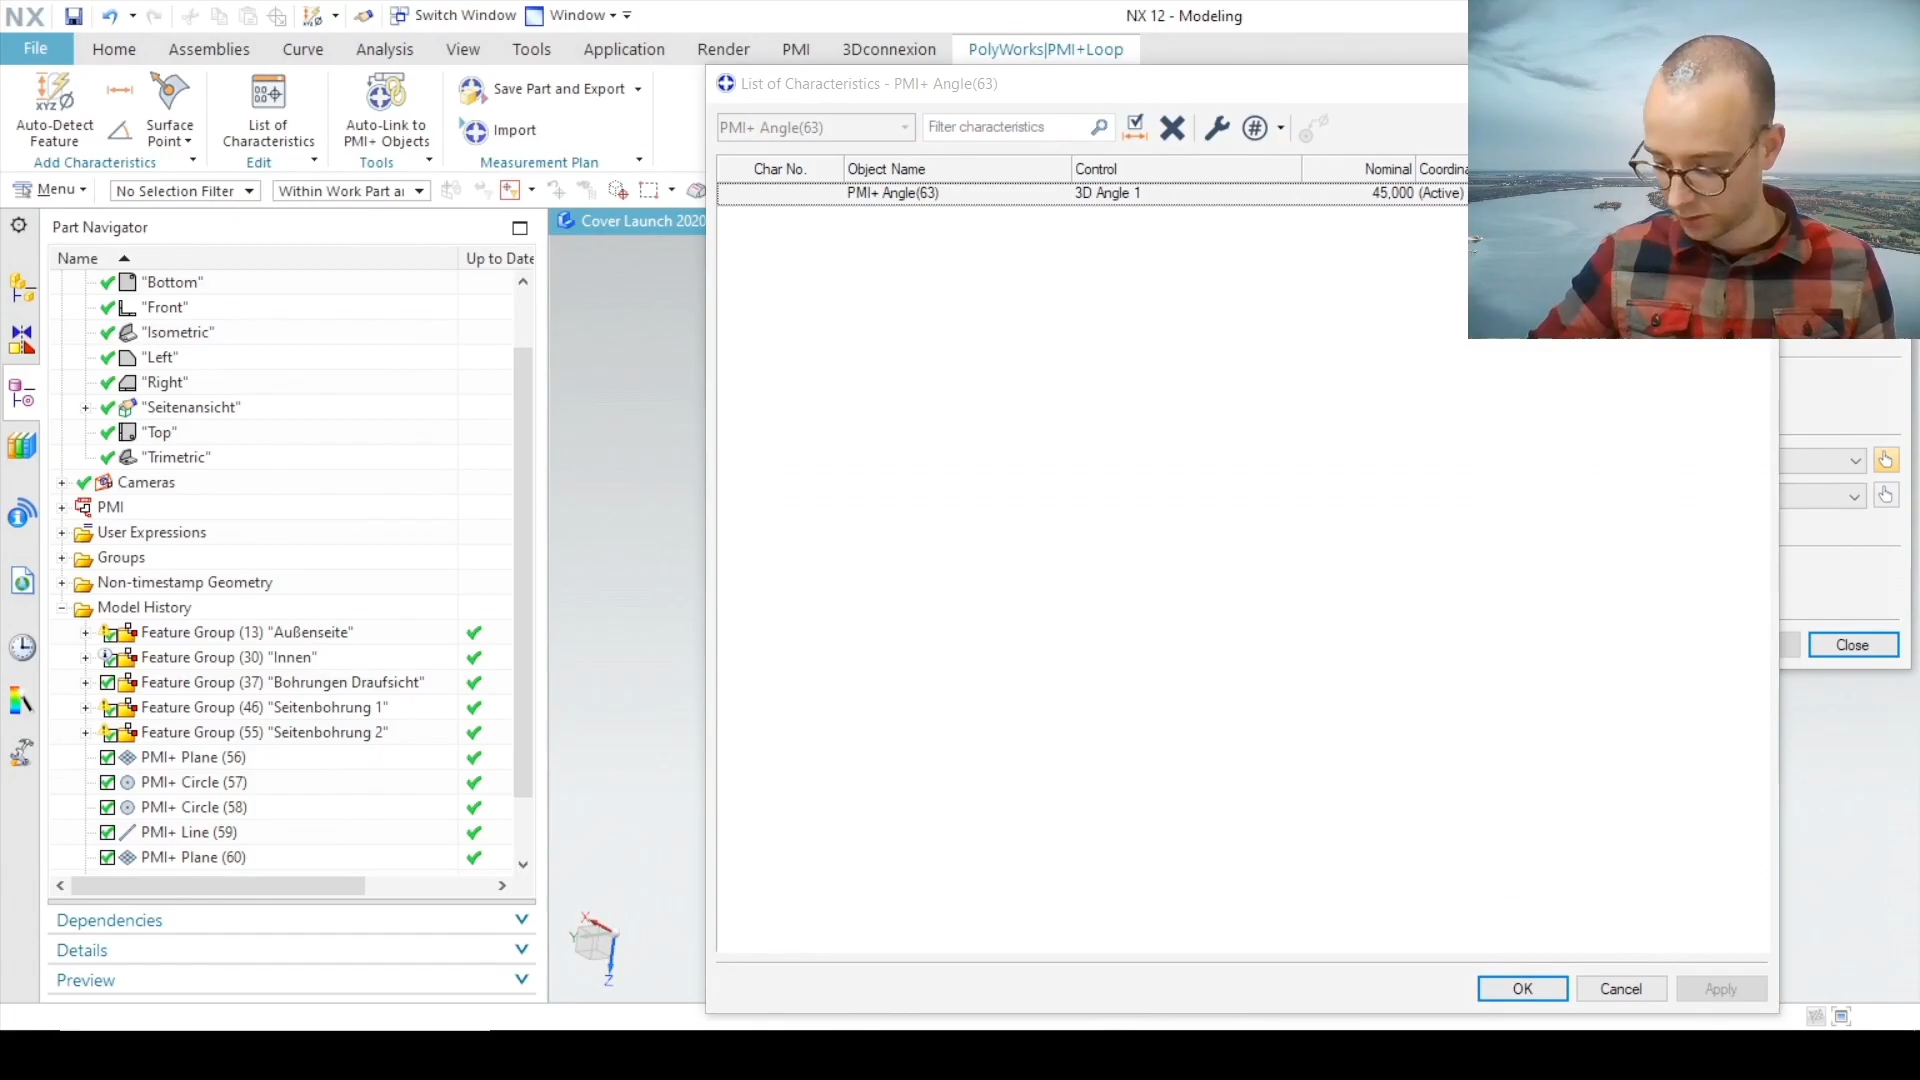 NX
Switch Window
Window
NX 12 - Modeling
File
Home
Assemblies
Curve
Analysis
View
Tools
Application
Render
PMI
3Dconnexion
PolyWorks|PMI+Loop
XYZ
Auto-Detect
Feature
Surface
Point
Add Characteristics
List of
Characteristics
Edit
Auto-Link to
PMI+ Objects
Tools
Save Part and Export
Import
Measurement Plan
Menu
No Selection Filter
Within Work Part ar
Part Navigator
Name
Up to Date
"Bottom"
"Front"
"Isometric"
"Left"
"Right"
"Seitenansicht"
"Top"
"Trimetric"
Cameras
PMI
User Expressions
Groups
Non-timestamp Geometry
Model History
Feature Group (13) "Außenseite"
Feature Group (30) "Innen"
Feature Group (37) "Bohrungen Draufsicht"
Feature Group (46) "Seitenbohrung 1"
Feature Group (55) "Seitenbohrung 2"
PMI+ Plane (56)
PMI+ Circle (57)
PMI+ Circle (58)
PMI+ Line (59)
PMI+ Plane (60)
Dependencies
Details
Preview
Cover Launch 2020
X
Y
Z
List of Characteristics - PMI+ Angle(63)
PMI+ Angle(63)
Filter characteristics
Char No.
Object Name
Control
Nominal
Coordina
PMI+ Angle(63)
3D Angle 1
45,000
(Active)
OK
Cancel
Apply
Close